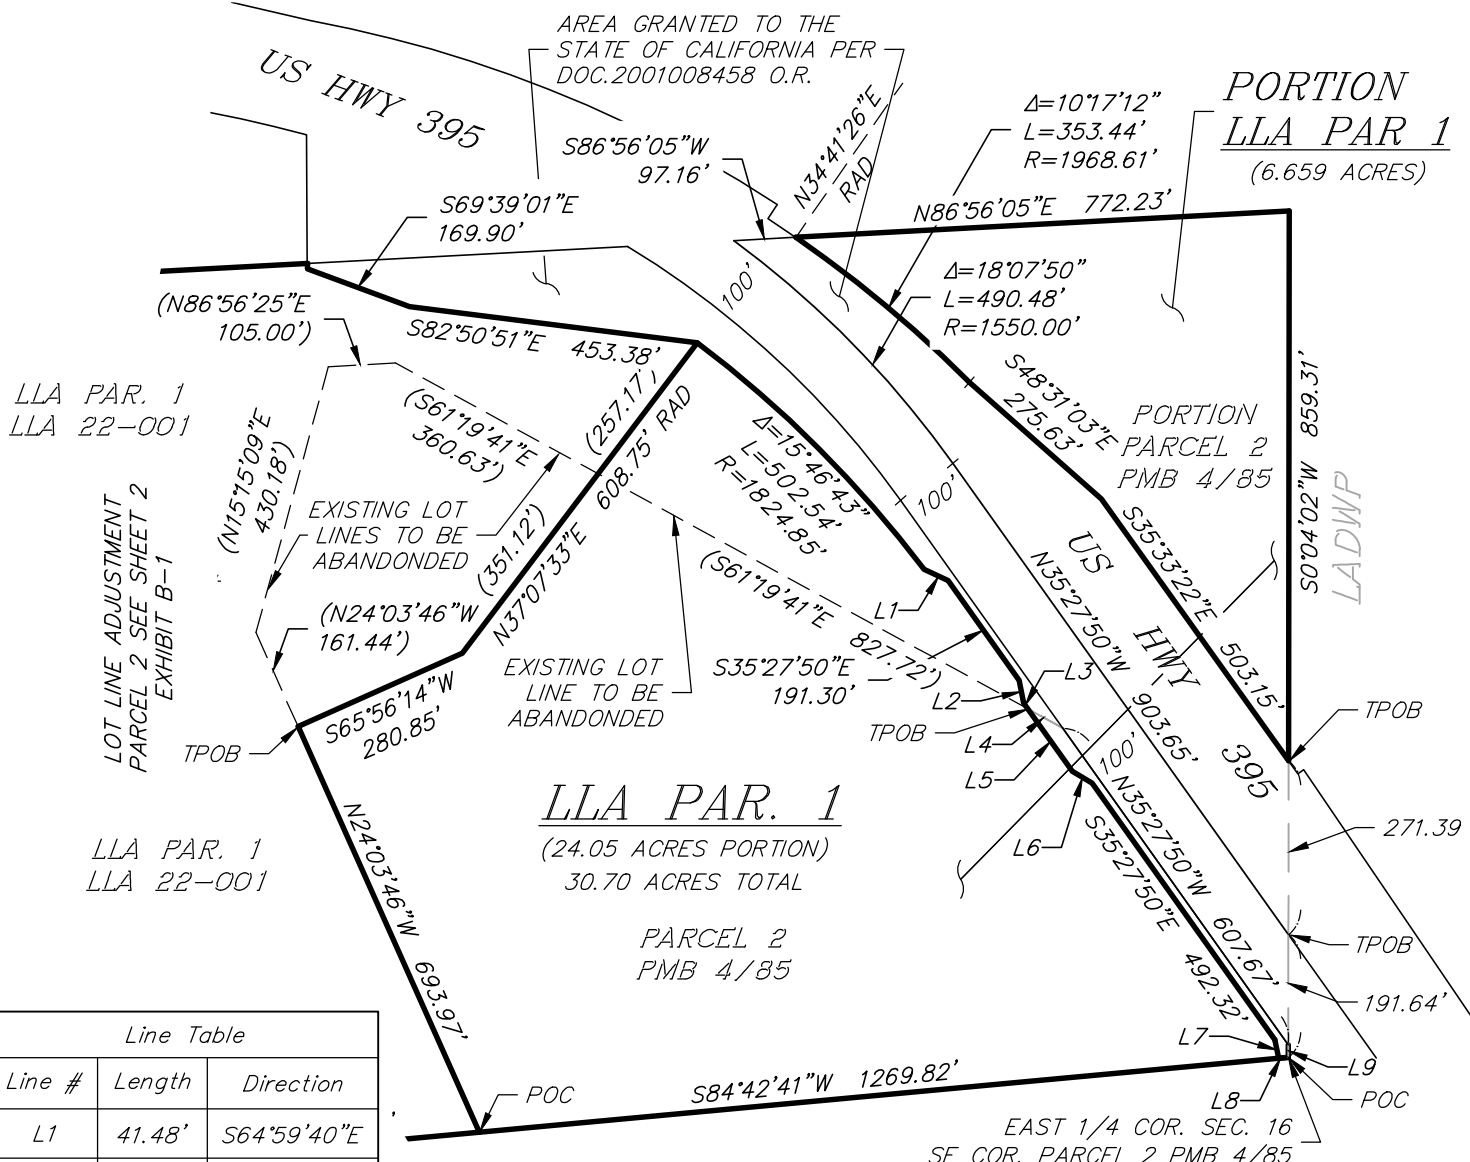 AREA GRANTED TO THE
STATE OF CALIFORNIA PER
DOC.2001008458 O.R.
US HWY 395
S86°56'05"W
97.16'
N34°41'26"E
RAD
Δ=10°17'12"
L=353.44'
R=1968.61'
PORTION
LLA PAR 1
(6.659 ACRES)
N86°56'05"E 772.23'
S69°39'01"E
169.90'
Δ=18°07'50"
L=490.48'
R=1550.00'
100'
(N86°56'25"E
105.00')
S82°50'51"E 453.38'
S48°31'03"E
275.63'
S0°04'02"W 859.31'
LADWP
PORTION
PARCEL 2
PMB 4/85
LLA PAR. 1
LLA 22-001
(S61°19'41"E
360.63')
(257.17')
(351.12')
N37°07'33"E 608.75' RAD
Δ=15°46'43"
L=502.54'
R=1824.85'
(N15°15'09"E
430.18')
EXISTING LOT
LINES TO BE
ABANDONDED
100'
S35°33'22"E 503.15'
US HWY 395
LOT LINE ADJUSTMENT
PARCEL 2 SEE SHEET 2
EXHIBIT B-1
(N24°03'46"W
161.44')
(S61°19'41"E 827.72')
L1
N35°27'50"W 903.65'
EXISTING LOT
LINE TO BE
ABANDONDED
S35°27'50"E
191.30'
L2
L3
TPOB
L4
L5
L6
100'
S65°56'14"W
280.85'
TPOB
TPOB
LLA PAR. 1
(24.05 ACRES PORTION)
30.70 ACRES TOTAL
PARCEL 2
PMB 4/85
N35°27'50"W 607.67'
S35°27'50"E 492.32'
271.39
TPOB
191.64'
LLA PAR. 1
LLA 22-001
N24°03'46"W 693.97'
S84°42'41"W 1269.82'
POC
L7
L8
L9
POC
EAST 1/4 COR. SEC. 16
SE COR. PARCEL 2 PMB 4/85
Line Table
Line # Length Direction
L1 41.48' S64°59'40"E